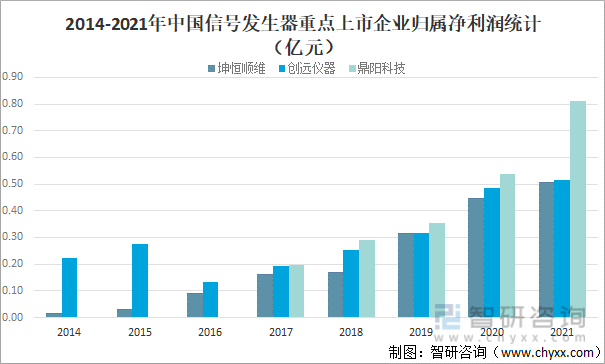 2014-2021年中国信号发生器重点上市企业归属净利润统计
（亿元）
坤恒顺维 创远仪器 鼎阳科技
0.90
0.80
0.70
0.60
0.50
0.40
0.30
0.20
0.10
0.00
2014 2015 2016 2017 2018 2019 2020 2021
智研咨询
www.chyxx.com
制图：智研咨询（www.chyxx.com）